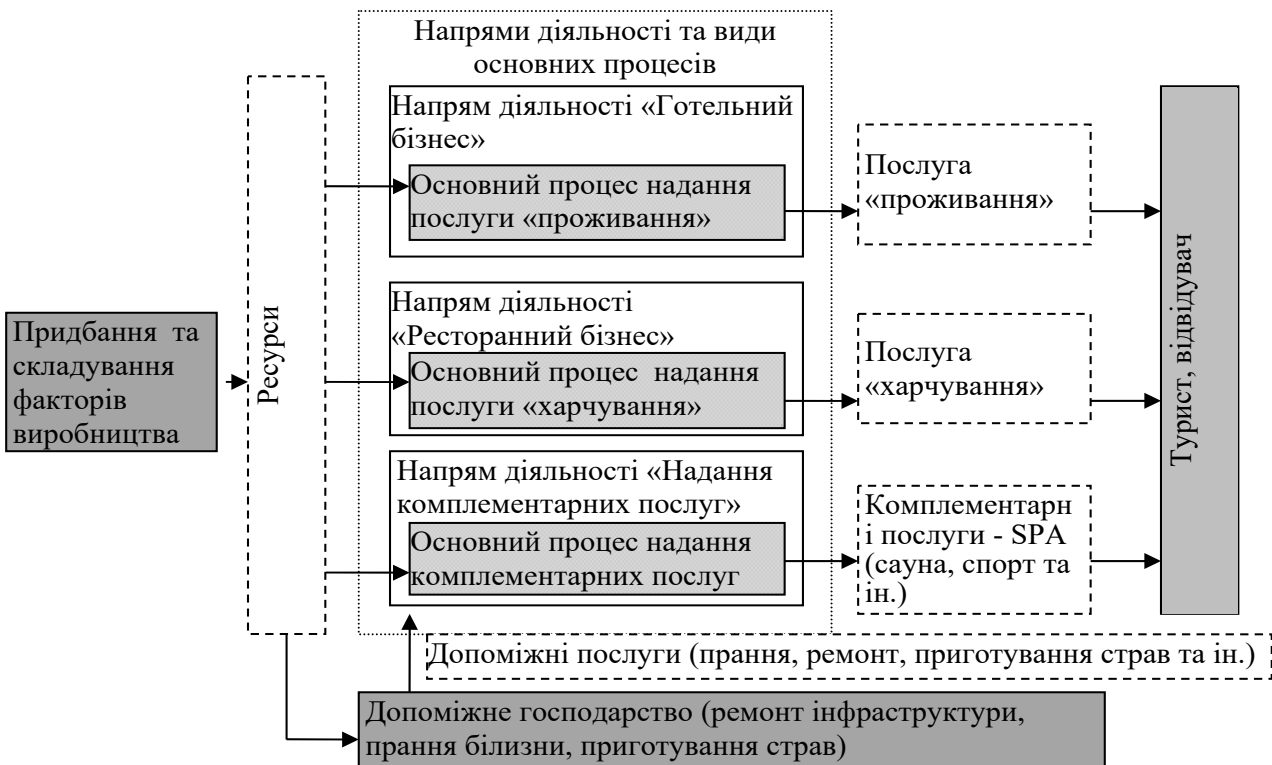 Напрями діяльності та види
основних процесів
Напрям діяльності «Готельний
бізнес»
Основний процес надання
послуги «проживання»
Послуга
«проживання»
Придбання та
складування
факторів
виробництва
Ресурси
Напрям діяльності
«Ресторанний бізнес»
Основний процес надання
послуги «харчування»
Послуга
«харчування»
Турист, відвідувач
Напрям діяльності «Надання
комплементарних послуг»
Основний процес надання
комплементарних послуг
Комплементарн
і послуги - SPA
(сауна, спорт та
ін.)
Допоміжні послуги (прання, ремонт, приготування страв та ін.)
Допоміжне господарство (ремонт інфраструктури,
прання білизни, приготування страв)